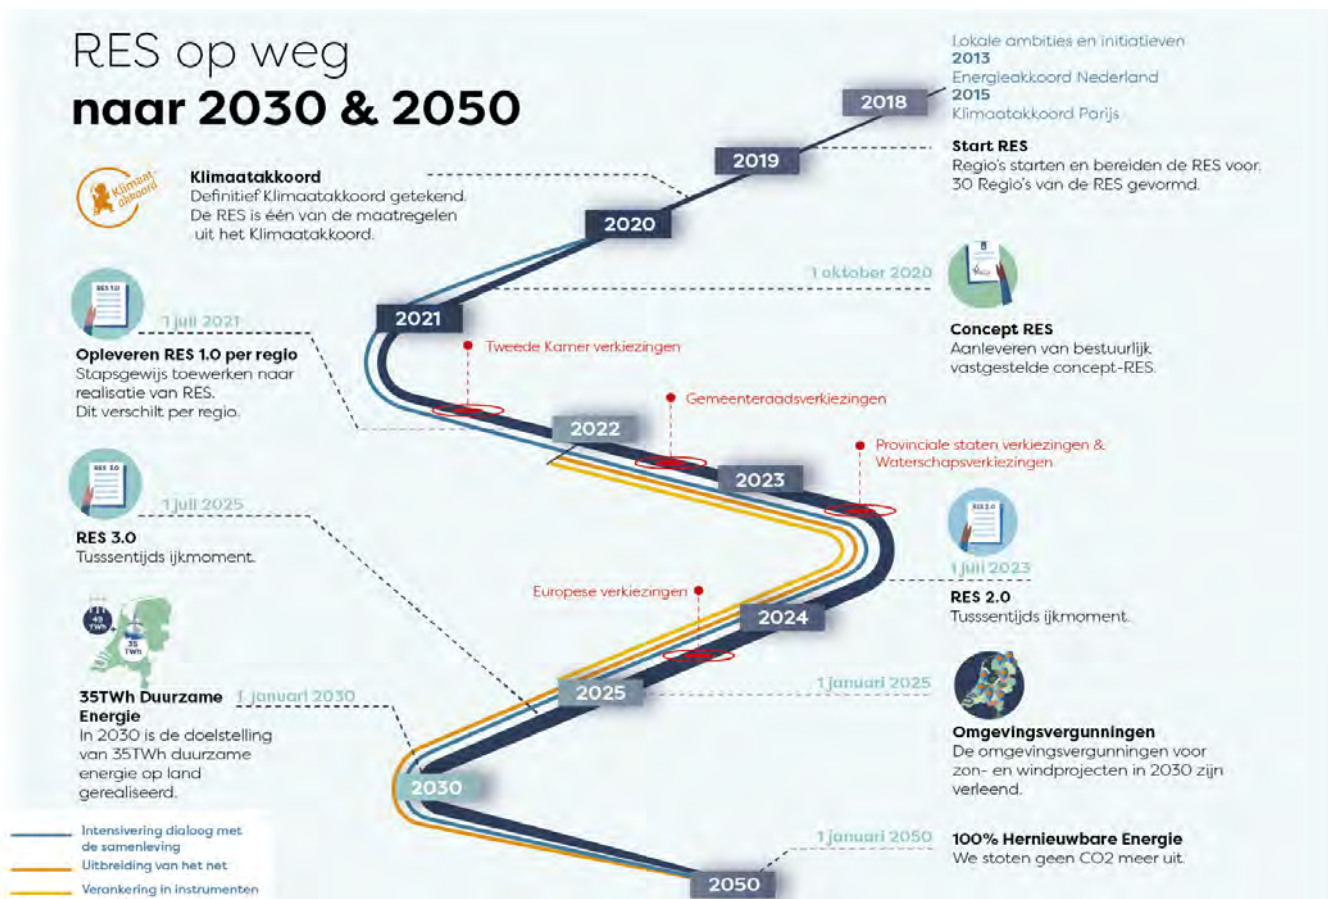 RES op weg
naar 2030 & 2050
Lokale ambities en initiatieven
2013
Energieakkoord Nederland
2015
Klimaatakkoord Parijs
2018
2019
Start RES
Regio's starten en bereiden de RES voor.
30 Regio's van de RES gevormd.
Klimaat
akkoord
Klimaatakkoord
Definitief Klimaatakkoord getekend.
De RES is één van de maatregelen
uit het Klimaatakkoord.
2020
1 oktober 2020
Concept RES
Aanleveren van bestuurlijk
vastgestelde concept-RES.
RES 1.0
1 juli 2021
2021
Opleveren RES 1.0 per regio
Stapsgewijs toewerken naar
realisatie van RES.
Dit verschilt per regio.
Tweede Kamer verkiezingen
Gemeenteraadsverkiezingen
2022
Provinciale staten verkiezingen &
Waterschapsverkiezingen
2023
RES 3.0
1 juli 2025
RES 3.0
Tusssentijds ijkmoment.
RES 2.0
1 juli 2023
RES 2.0
Tusssentijds ijkmoment.
Europese verkiezingen
2024
49
TWh
35
TWh
2025
1 januari 2025
35TWh Duurzame
Energie
1 januari 2030
In 2030 is de doelstelling
van 35TWh duurzame
energie op land
gerealiseerd.
Omgevingsvergunningen
De omgevingsvergunningen voor
zon- en windprojecten in 2030 zijn
verleend.
2030
Intensivering dialoog met
de samenleving
Uitbreiding van het net
Verankering in instrumenten
1 januari 2050
100% Hernieuwbare Energie
We stoten geen CO2 meer uit.
2050